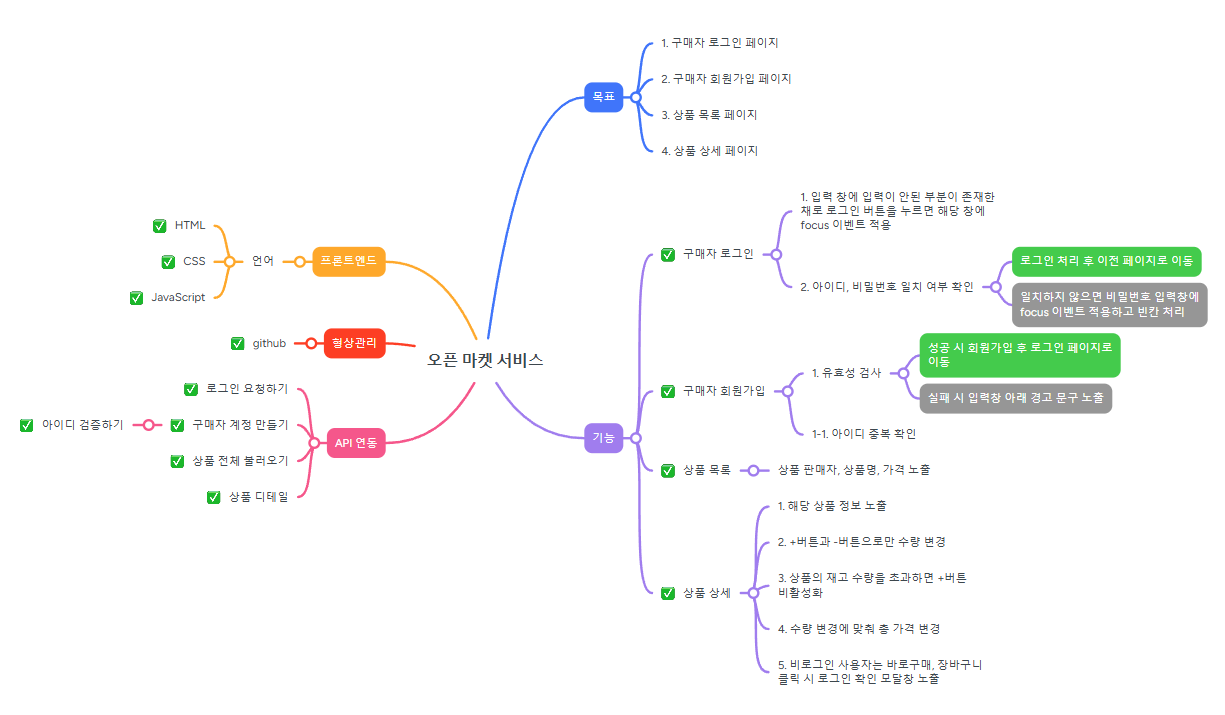 오픈 마켓 서비스
목표
1. 구매자 로그인 페이지
2. 구매자 회원가입 페이지
3. 상품 목록 페이지
4. 상품 상세 페이지
기능
구매자 로그인
1. 입력 창에 입력이 안된 부분이 존재한
채로 로그인 버튼을 누르면 해당 창에
focus 이벤트 적용
2. 아이디, 비밀번호 일치 여부 확인
로그인 처리 후 이전 페이지로 이동
일치하지 않으면 비밀번호 입력창에
focus 이벤트 적용하고 빈칸 처리
구매자 회원가입
1. 유효성 검사
성공 시 회원가입 후 로그인 페이지로
이동
실패 시 입력창 아래 경고 문구 노출
1-1. 아이디 중복 확인
상품 목록
상품 판매자, 상품명, 가격 노출
상품 상세
1. 해당 상품 정보 노출
2. +버튼과 -버튼으로만 수량 변경
3. 상품의 재고 수량을 초과하면 +버튼
비활성화
4. 수량 변경에 맞춰 총 가격 변경
5. 비로그인 사용자는 바로구매, 장바구니
클릭 시 로그인 확인 모달창 노출
프론트엔드
언어
HTML
CSS
JavaScript
형상관리
github
API 연동
로그인 요청하기
구매자 계정 만들기
아이디 검증하기
상품 전체 불러오기
상품 디테일